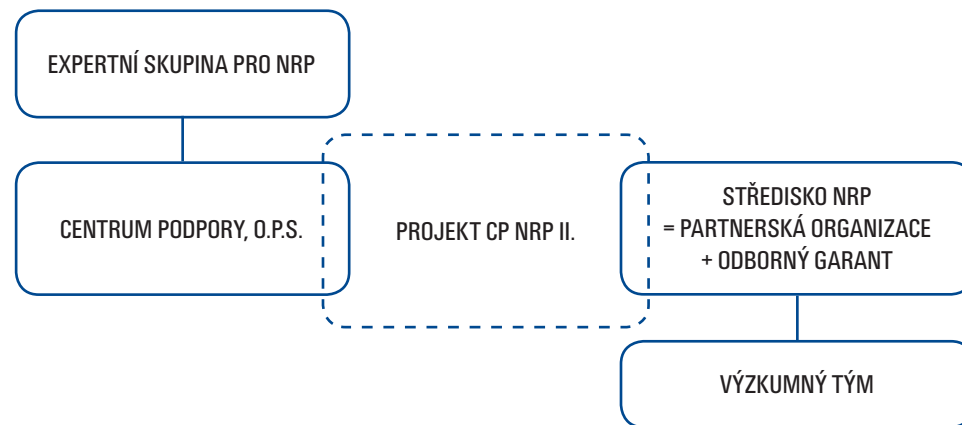 EXPERTNÍ SKUPINA PRO NRP
CENTRUM PODPORY, O.P.S.
PROJEKT CP NRP II.
STŘEDISKO NRP
= PARTNERSKÁ ORGANIZACE
+ ODBORNÝ GARANT
VÝZKUMNÝ TÝM